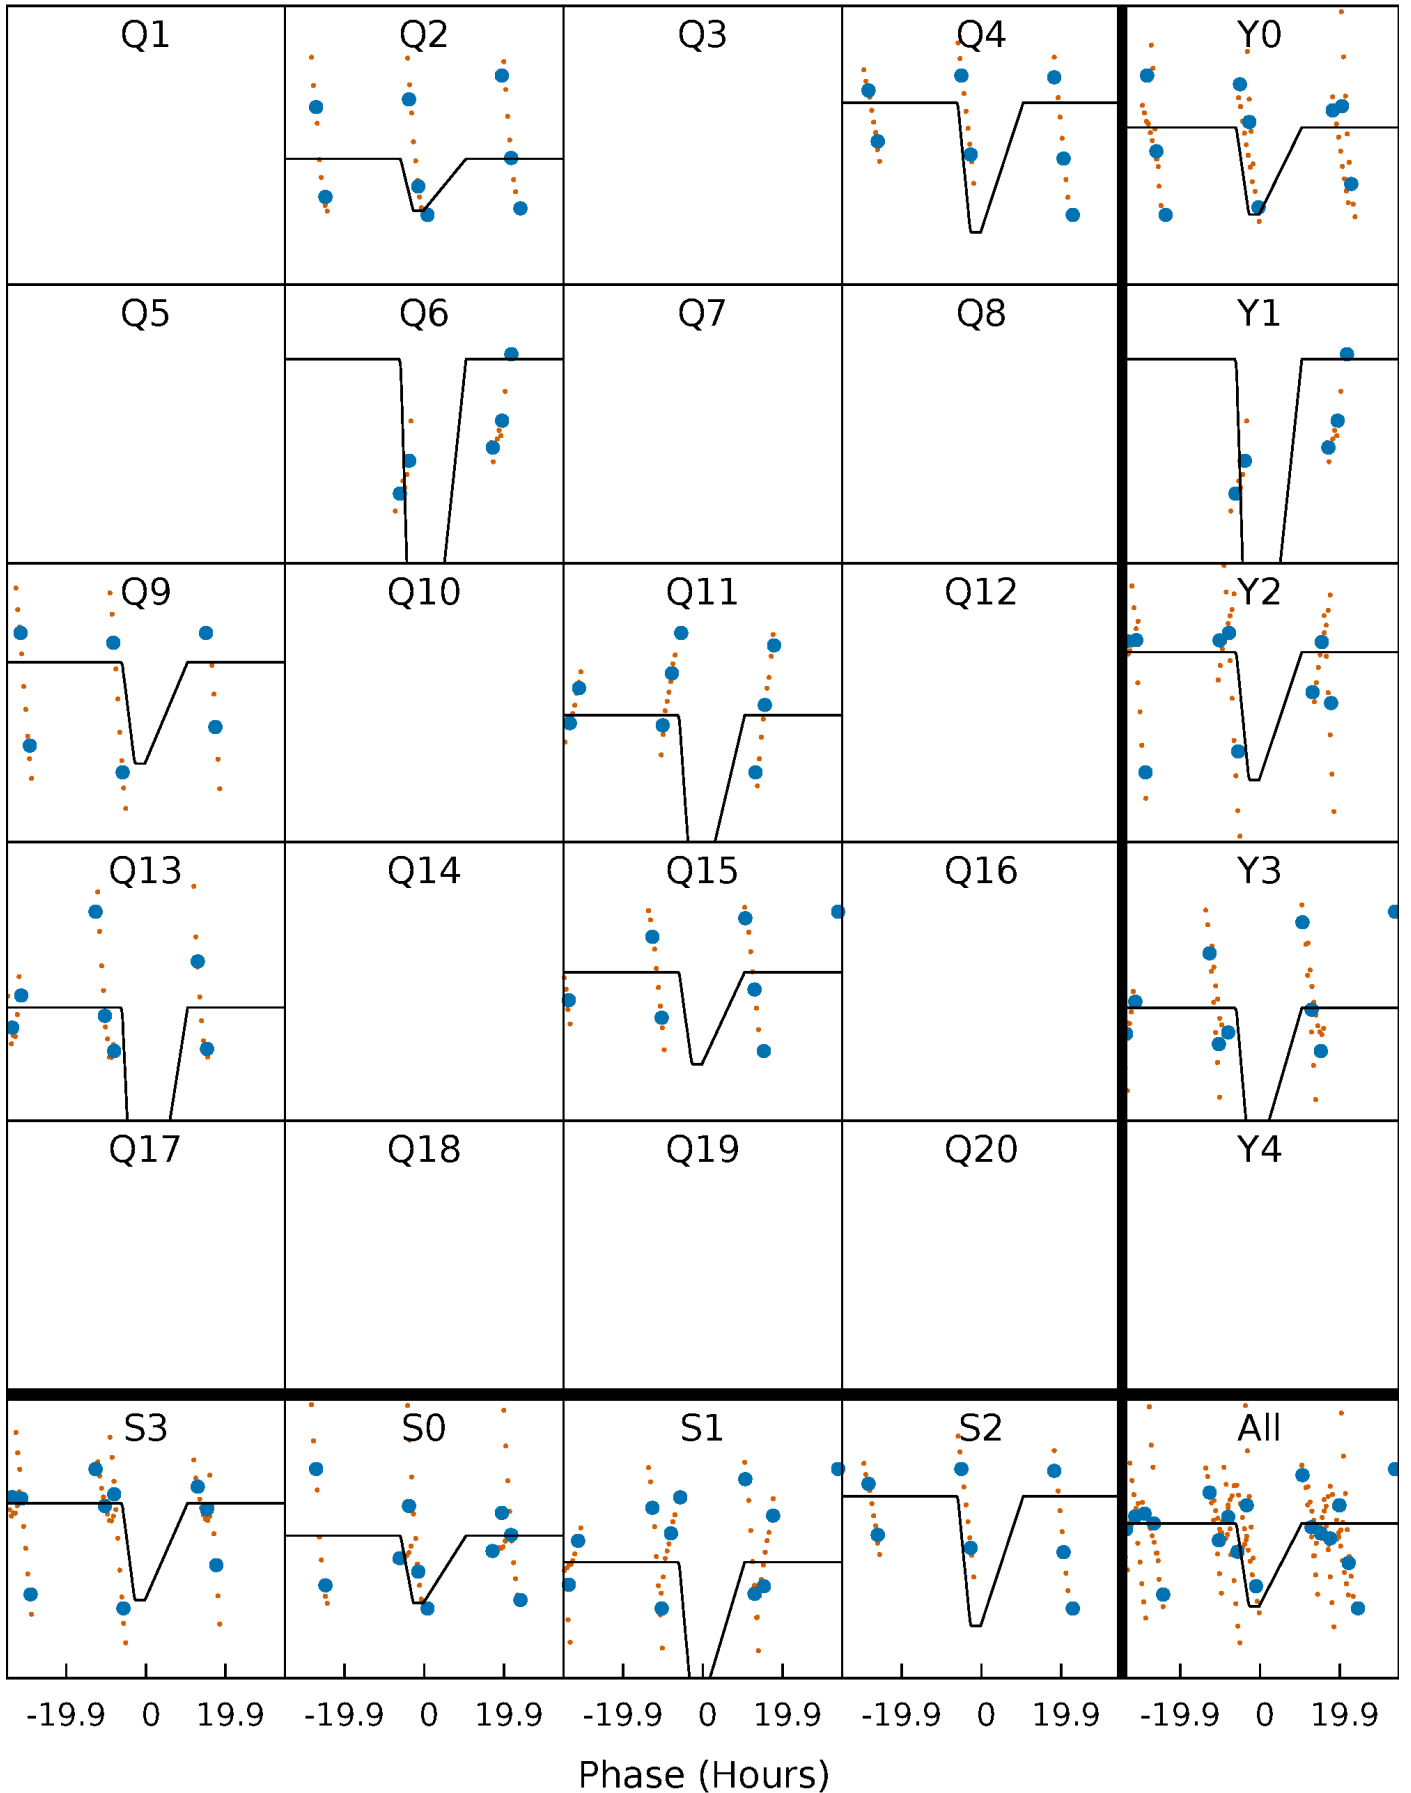 Q1 Q2 Q3 Q4 Y0
Q5 Q6 Q7 Q8 Y1
Q9 Q10 Q11 Q12 Y2
Q13 Q14 Q15 Q16 Y3
Q17 Q18 Q19 Q20 Y4
S3 S0 S1 S2 All
-19.9 0 19.9 -19.9 0 19.9 -19.9 0 19.9 -19.9 0 19.9 -19.9 0 19.9
Phase (Hours)